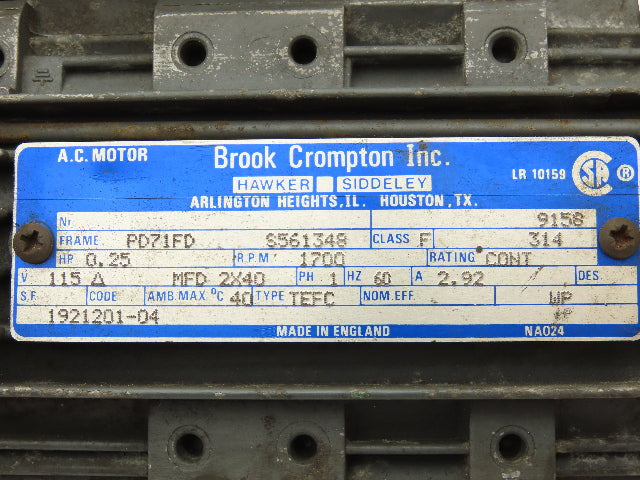 A.C. MOTOR Brook Crompton Inc. LR 10159 SA ®
HAWKER SIDDELEY
ARLINGTON HEIGHTS, IL. HOUSTON, TX.
Nr. 9158
FRAME PD71FD S561348 CLASS F 314
HP 0.25 R.P.M 1700 RATING CONT
V 115 Δ MFD 2X40 PH 1 HZ 60 A 2.92 DES.
S.F. CODE AMB.MAX °C 40 TYPE TEFC NOM.EFF. WP
1921201-04
MADE IN ENGLAND NA024